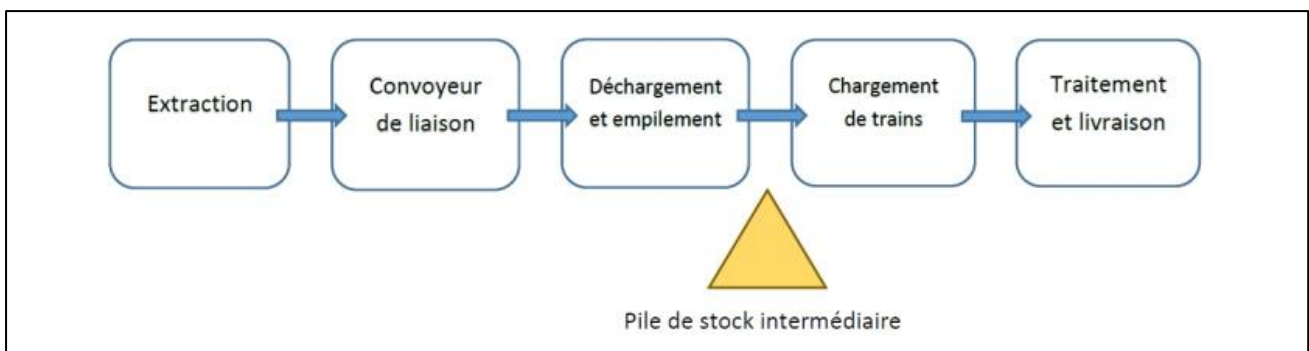 Extraction
Convoyeur
de liaison
Déchargement
et empilement
Chargement
de trains
Traitement
et livraison
Pile de stock intermédiaire